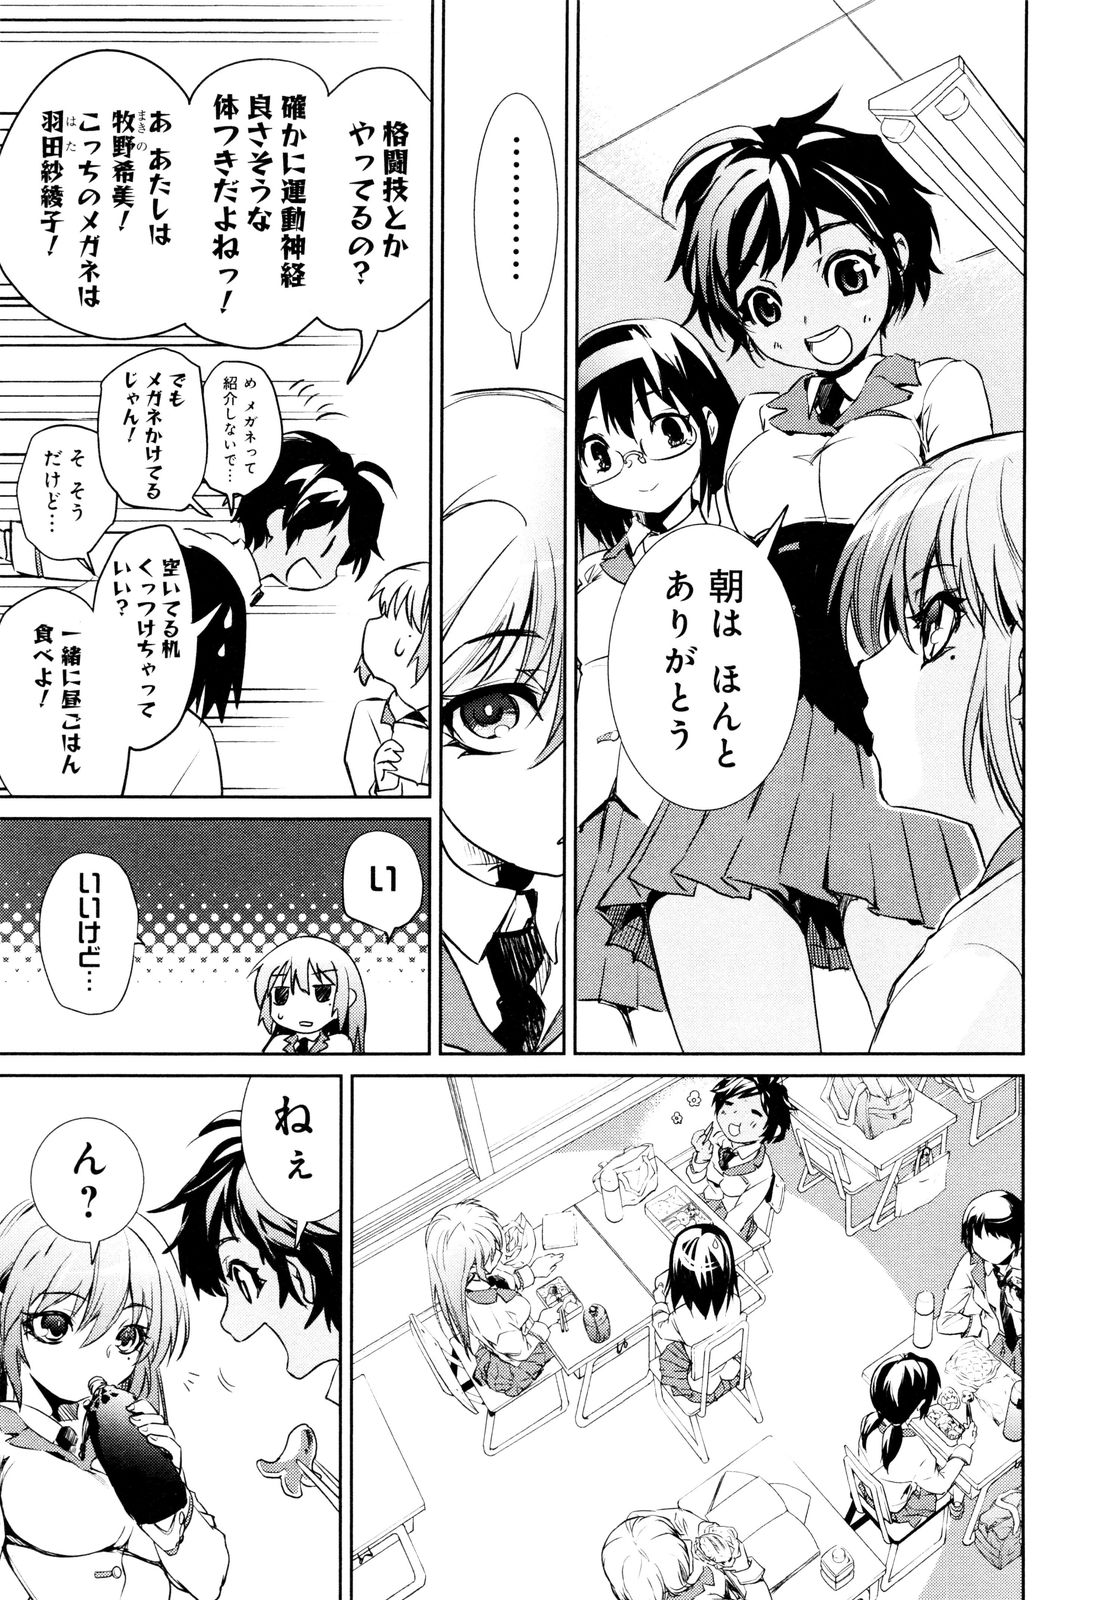 朝は ほんと
ありがとう
………
格闘技とか
やってるの？
確かに運動神経
良さそうな
体つきだよねっ！
あ あたしは
牧野希美！
まきの
こっちのメガネは
羽田紗綾子！
はた
め メガネって
紹介しないで…
でも
メガネかけてる
じゃん！
そ そう
だけど…
空いてる机
くっつけちゃって
いい？
一緒に昼ごはん
食べよ！
い
いいけど…
ねぇ
ん？